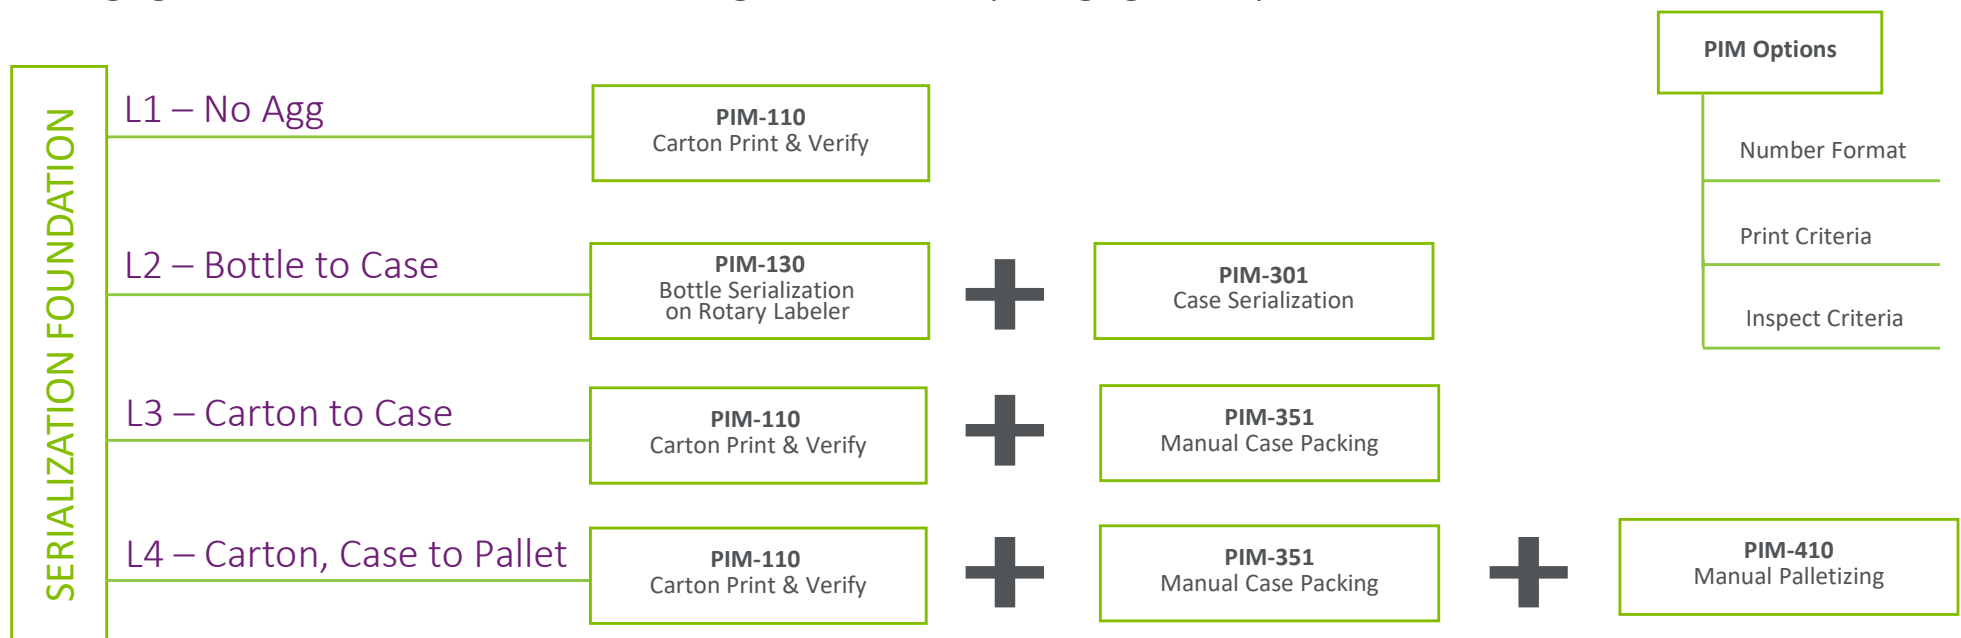 PIM Options
Number Format
Print Criteria
Inspect Criteria
SERIALIZATION FOUNDATION
L1 – No Agg
PIM-110
Carton Print & Verify
L2 – Bottle to Case
PIM-130
Bottle Serialization
on Rotary Labeler
PIM-301
Case Serialization
L3 – Carton to Case
PIM-110
Carton Print & Verify
PIM-351
Manual Case Packing
L4 – Carton, Case to Pallet
PIM-110
Carton Print & Verify
PIM-351
Manual Case Packing
PIM-410
Manual Palletizing